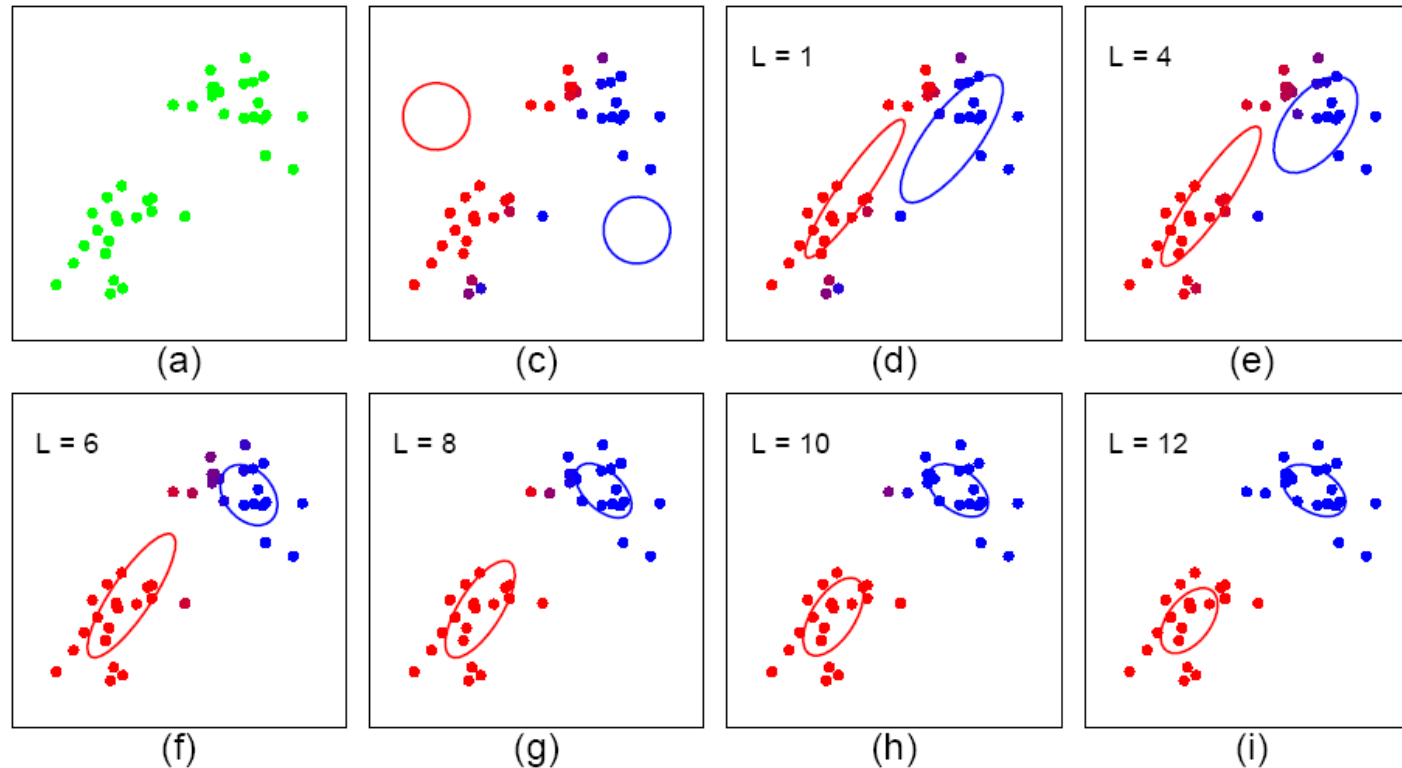 L = 1
L = 4
(a)
(c)
(d)
(e)
L = 6
L = 8
L = 10
L = 12
(f)
(g)
(h)
(i)